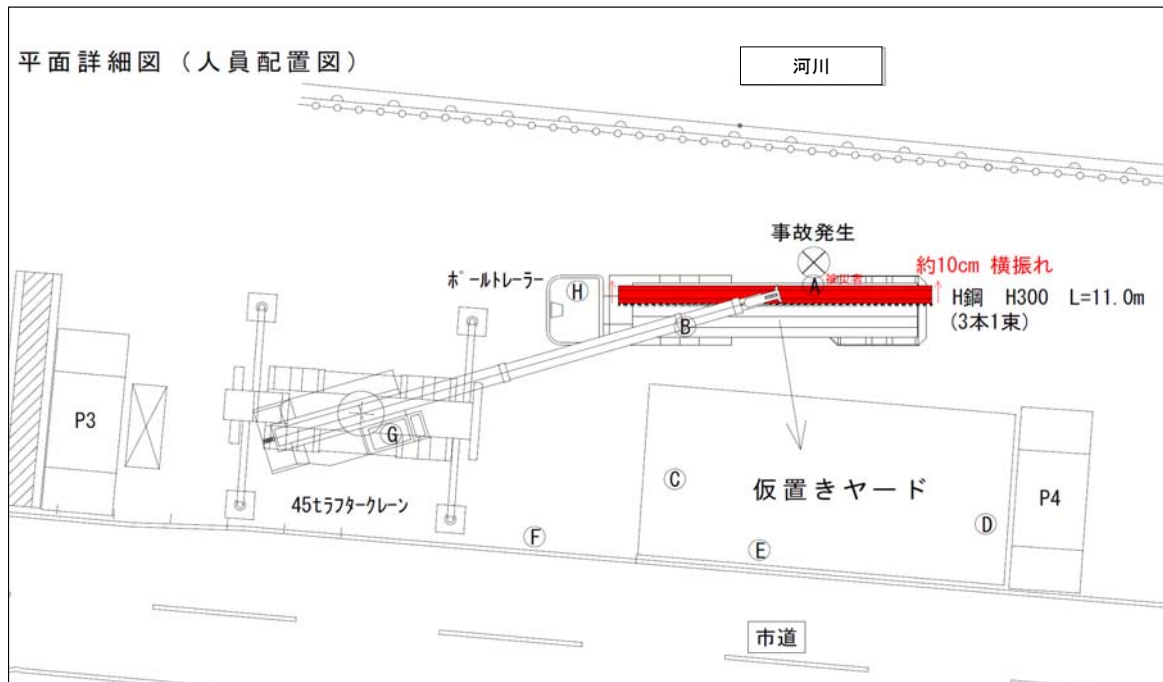 平面詳細図（人員配置図）
河川
事故発生
ﾎﾟｰﾙﾄﾚｰﾗｰ
H
A
被災者
約10cm 横振れ
H鋼 H300 L=11.0m
(3本1束)
B
P3
G
C
仮置きヤード
P4
45tﾗﾌﾀｰｸﾚｰﾝ
D
F
E
市道